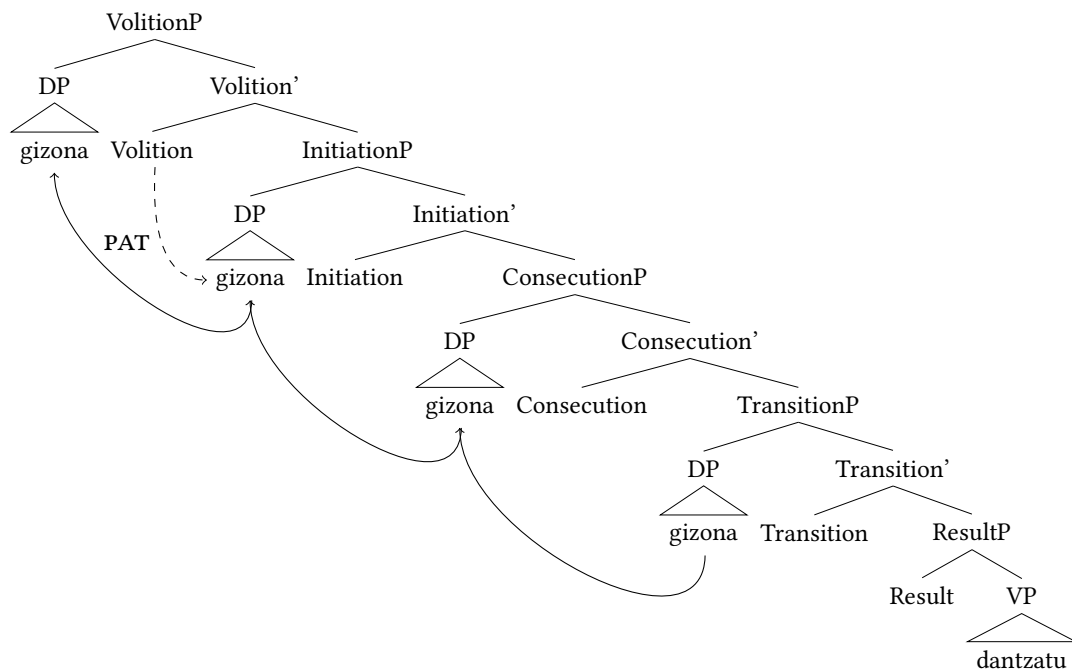 VolitionP
DP Volition’
gizona Volition InitiationP
DP Initiation’
PAT
gizona Initiation ConsecutionP
DP Consecution’
gizona Consecution TransitionP
DP Transition’
gizona Transition ResultP
Result VP
dantzatu